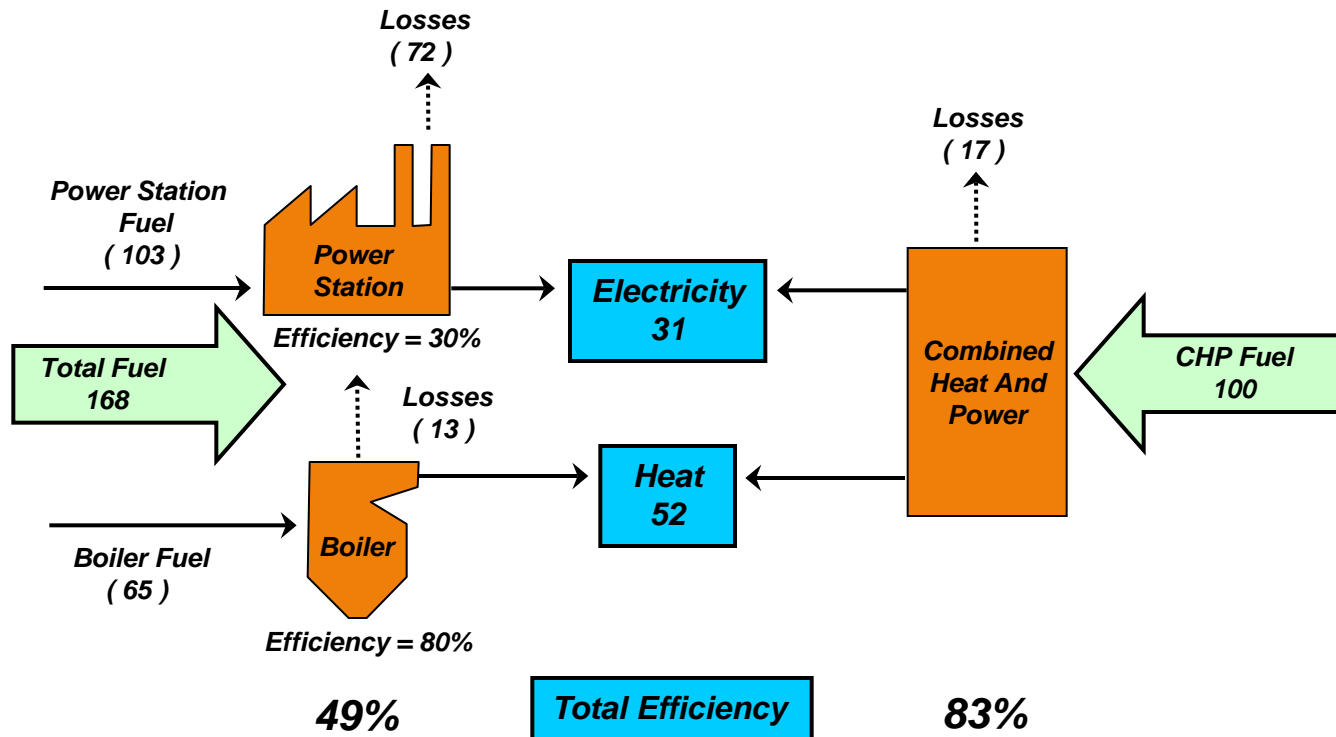 Losses
( 72 )
Losses
( 17 )
Power Station
Fuel
( 103 )
Power
Station
Efficiency = 30%
Electricity
31
Combined
Heat And
Power
Total Fuel
168
CHP Fuel
100
Losses
( 13 )
Heat
52
Boiler
Boiler Fuel
( 65 )
Efficiency = 80%
49%
Total Efficiency
83%